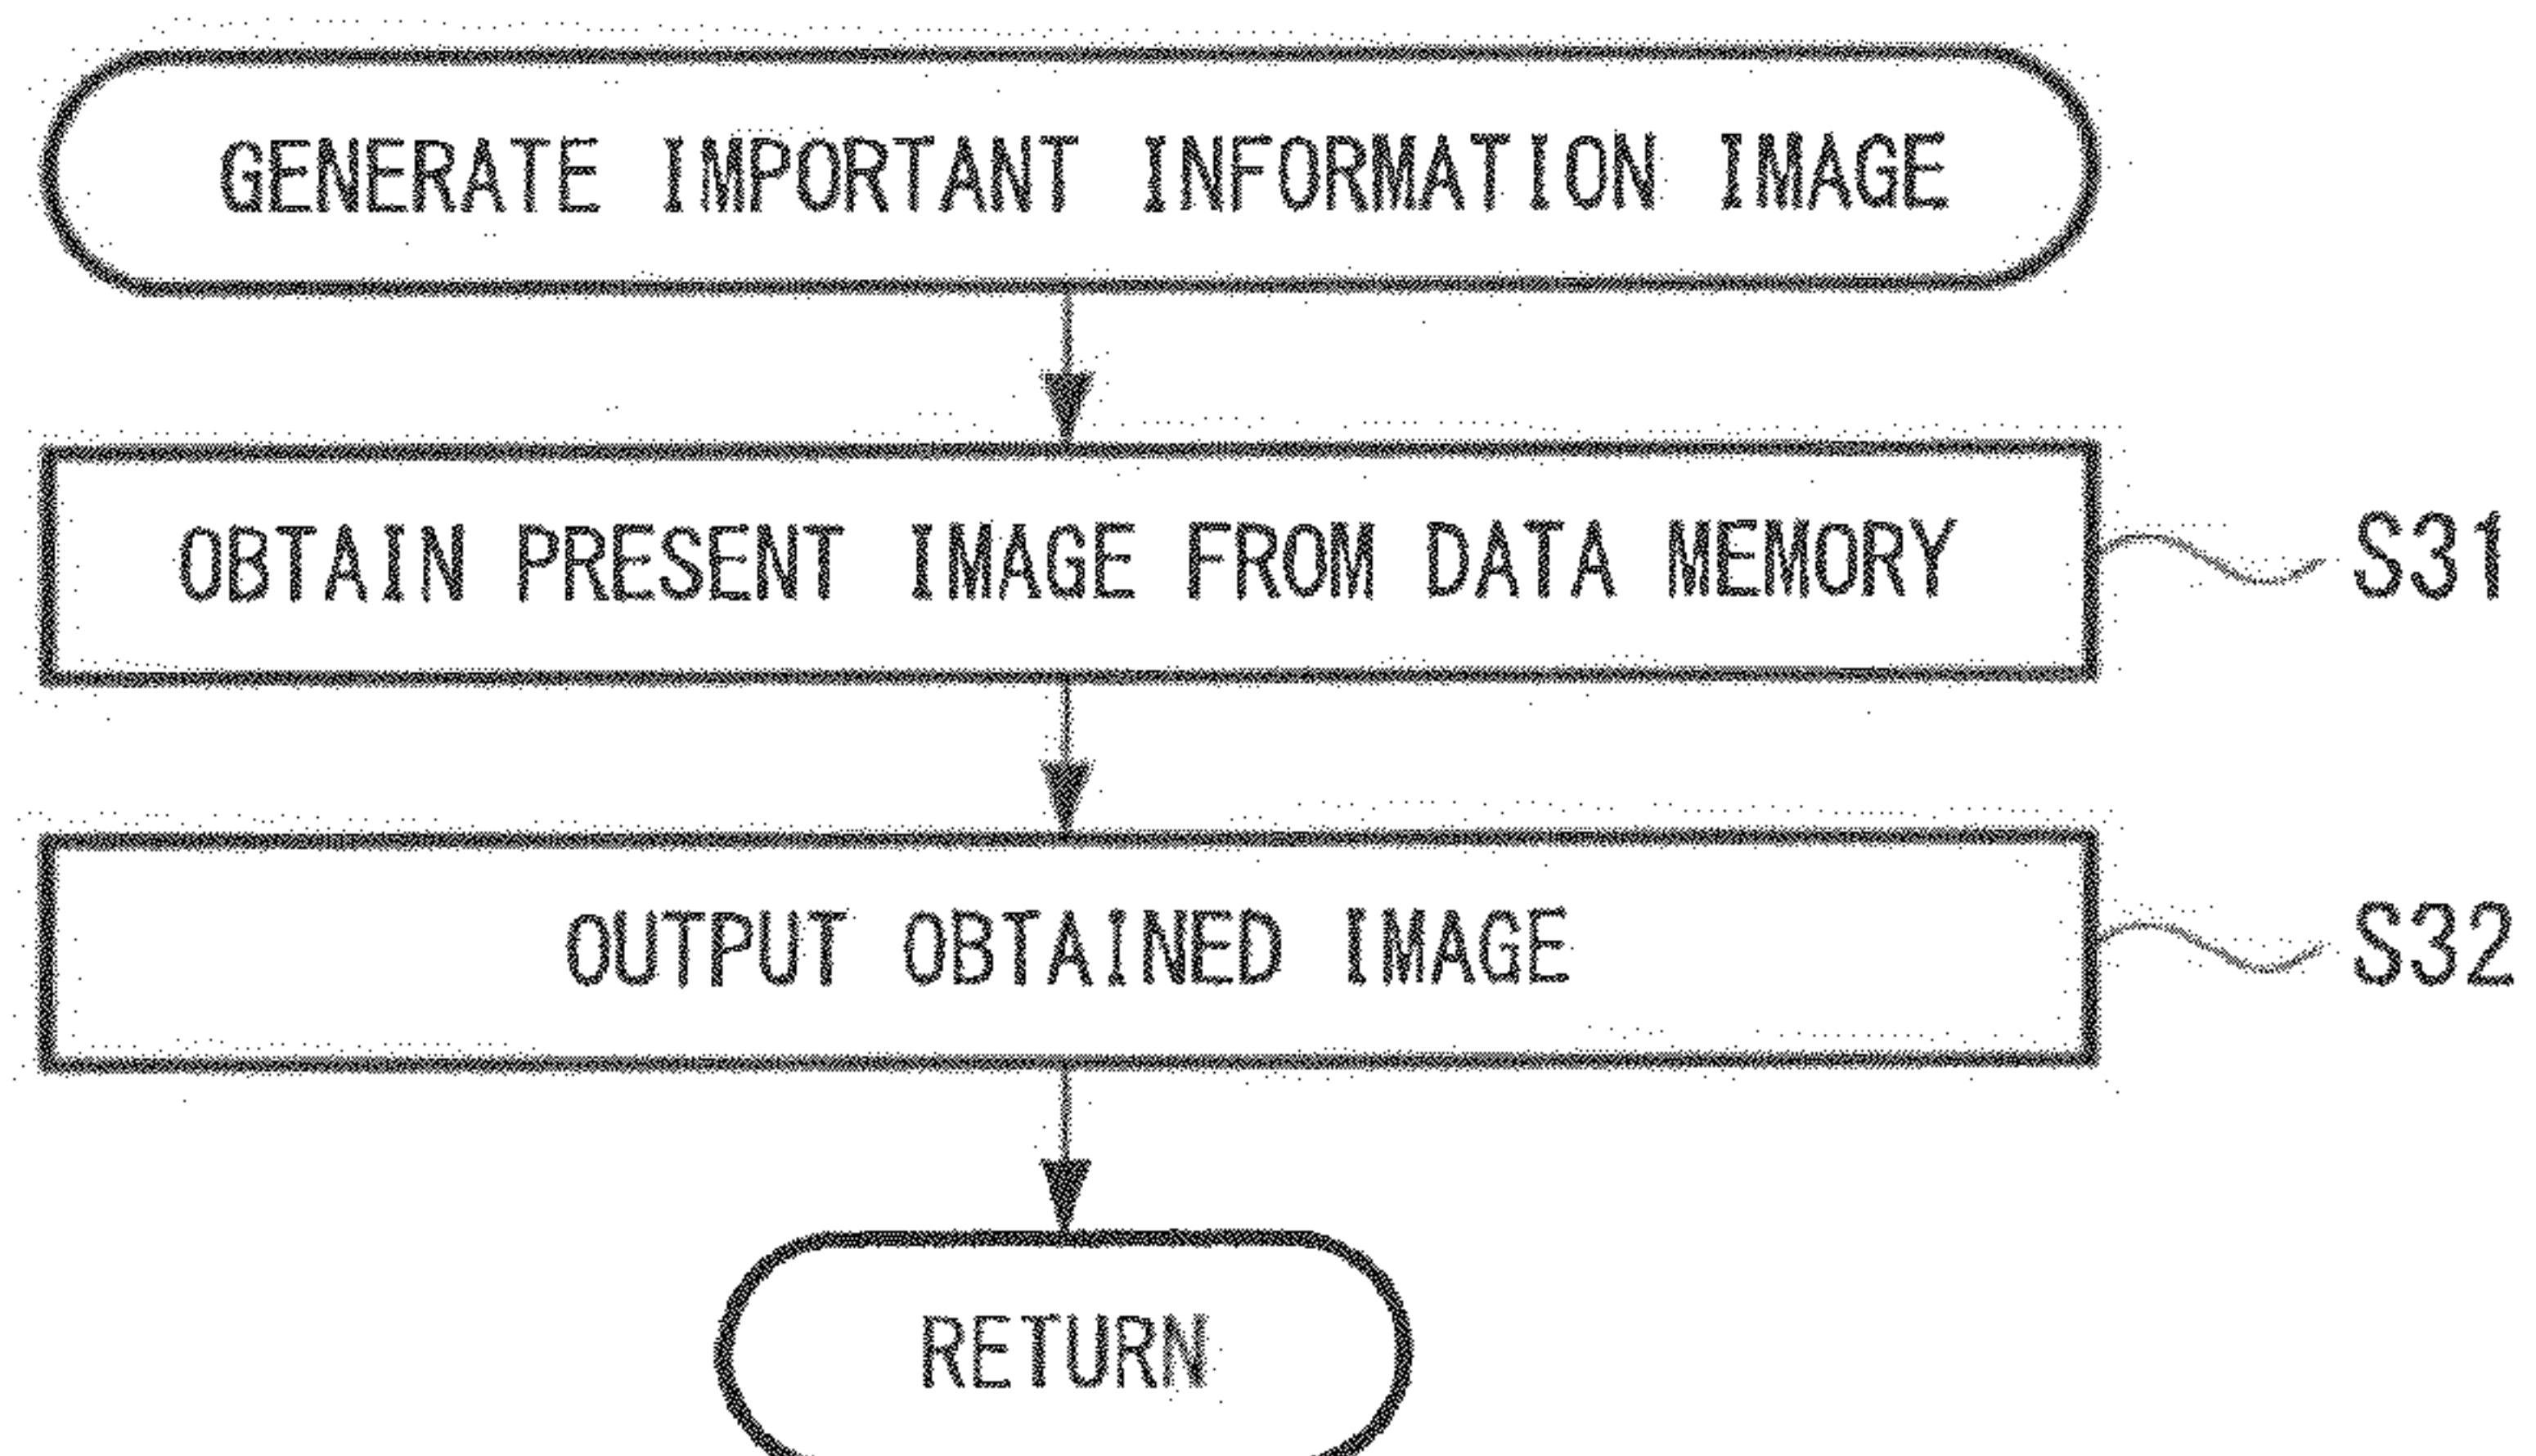 GENERATE IMPORTANT INFORMATION IMAGE
OBTAIN PRESENT IMAGE FROM DATA MEMORY
S31
OUTPUT OBTAINED IMAGE
S32
RETURN